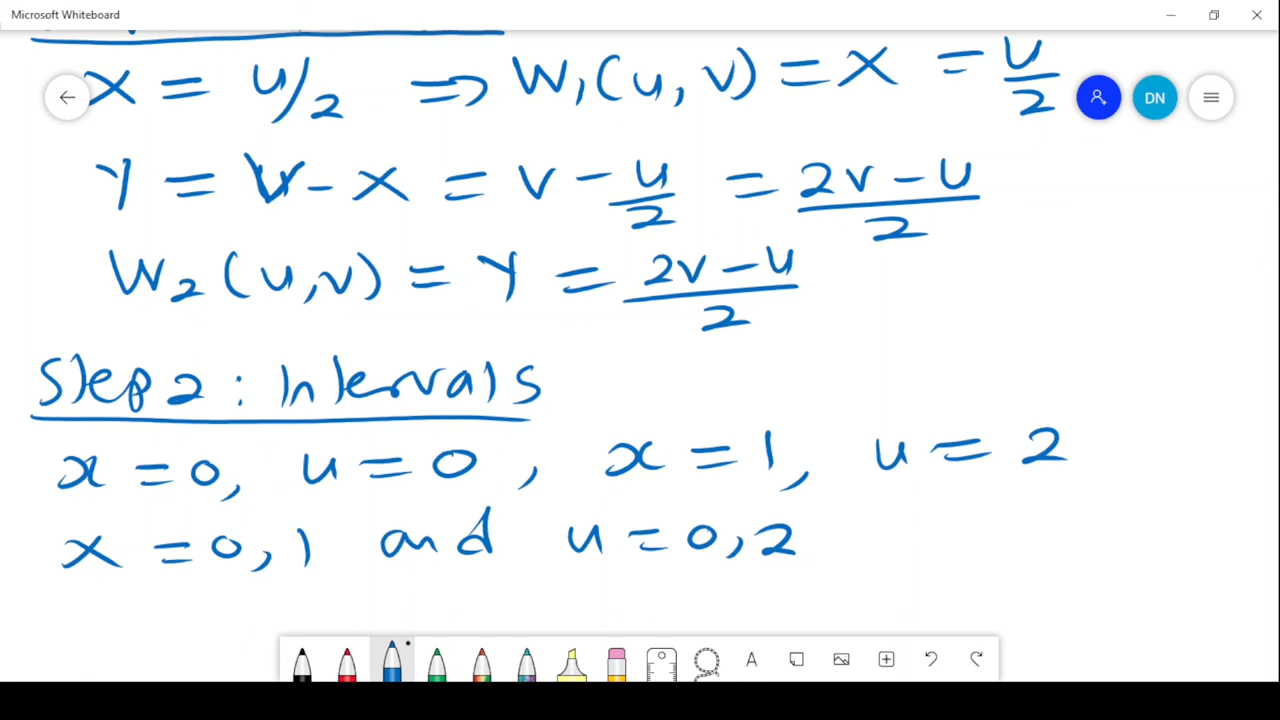 Microsoft Whiteboard
X = u/2 => W₁(u, v) = X = u/2
DN
Y = V - X = v - u/2 = (2v - u)/2
W₂(u,v) = Y = (2v - u)/2
Step 2 : Intervals
x = 0, u = 0, x = 1, u = 2
x = 0, 1 and u = 0, 2
A